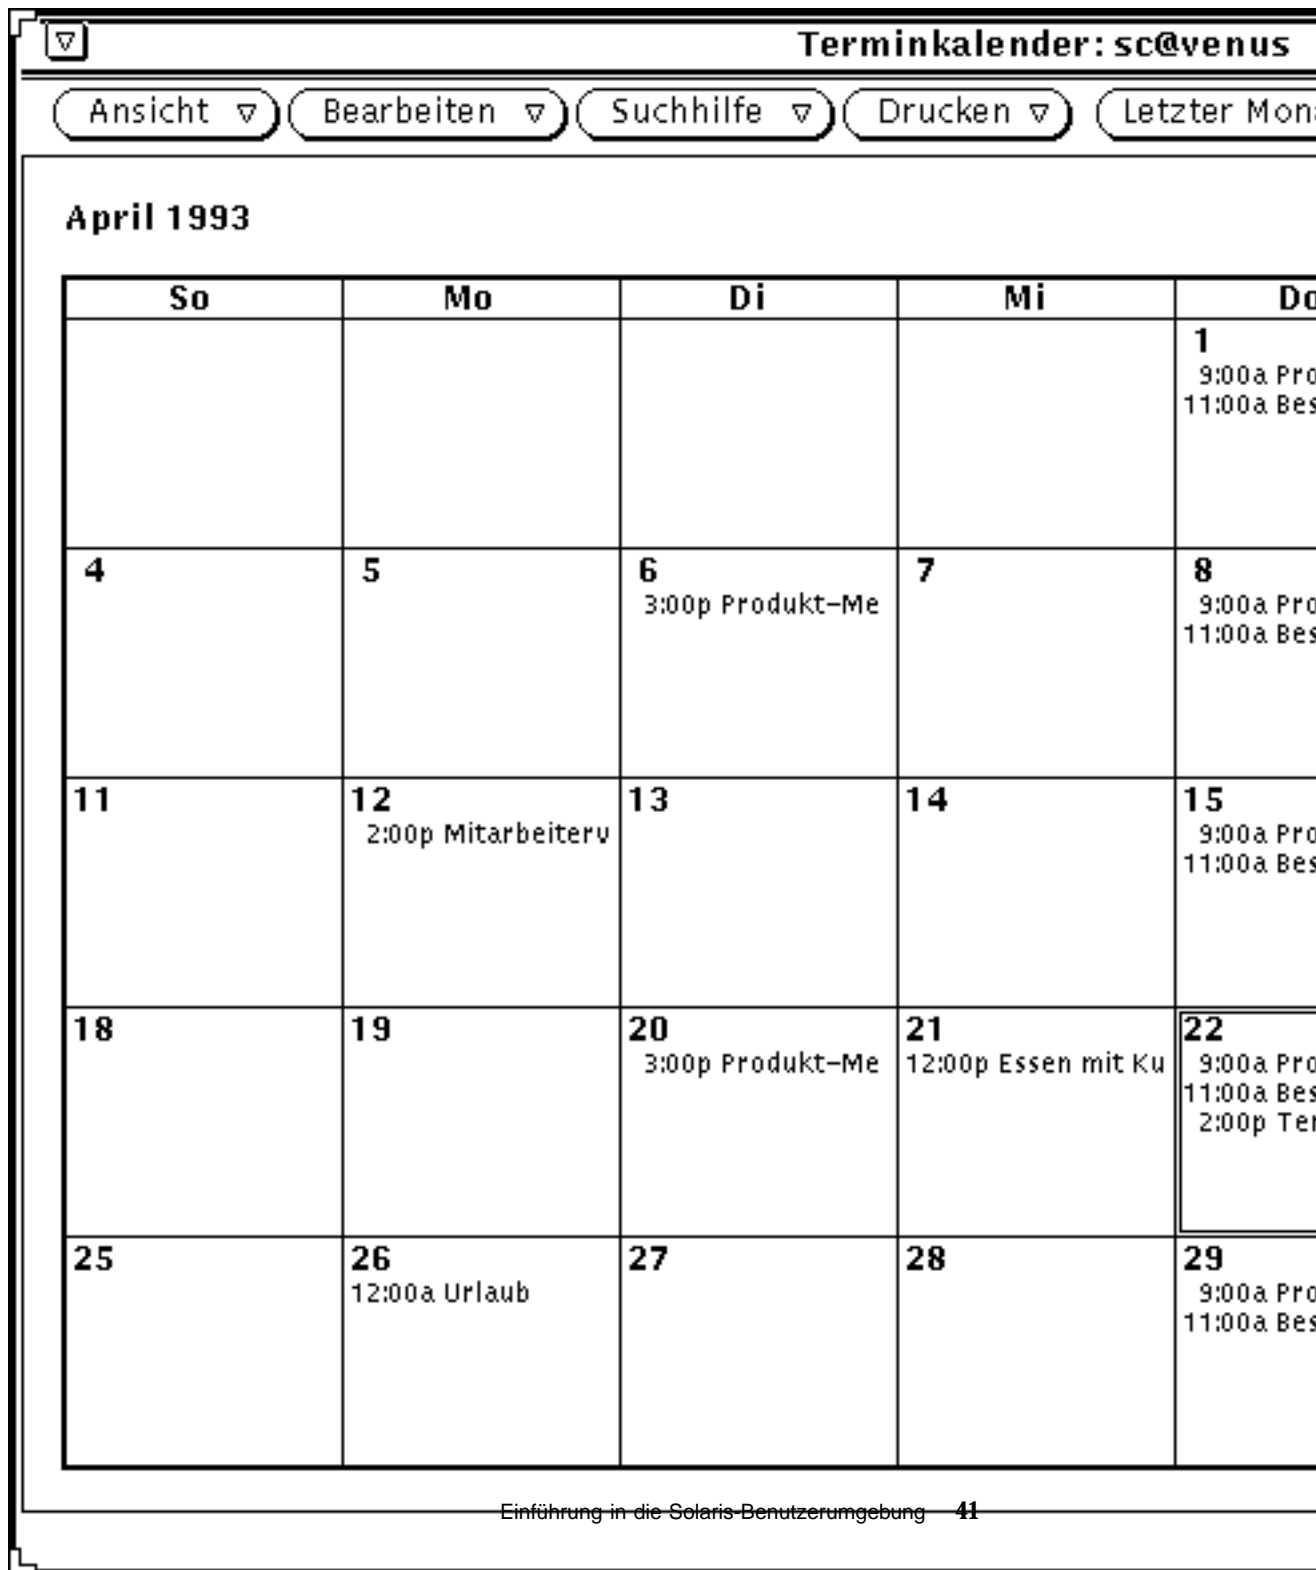 Terminkalender: sc@venus
Ansicht Bearbeiten Suchhilfe Drucken Letzter Mona
April 1993
So Mo Di Mi Do
1
9:00a Pro
11:00a Bes
4 5 6 7 8
3:00p Produkt–Me 9:00a Pro
11:00a Bes
11 12 13 14 15
2:00p Mitarbeiterv 9:00a Pro
11:00a Bes
18 19 20 21 22
3:00p Produkt–Me 12:00p Essen mit Ku 9:00a Pro
11:00a Bes
2:00p Ter
25 26 27 28 29
12:00a Urlaub 9:00a Pro
11:00a Bes
Einführung in die Solaris-Benutzerumgebung 41